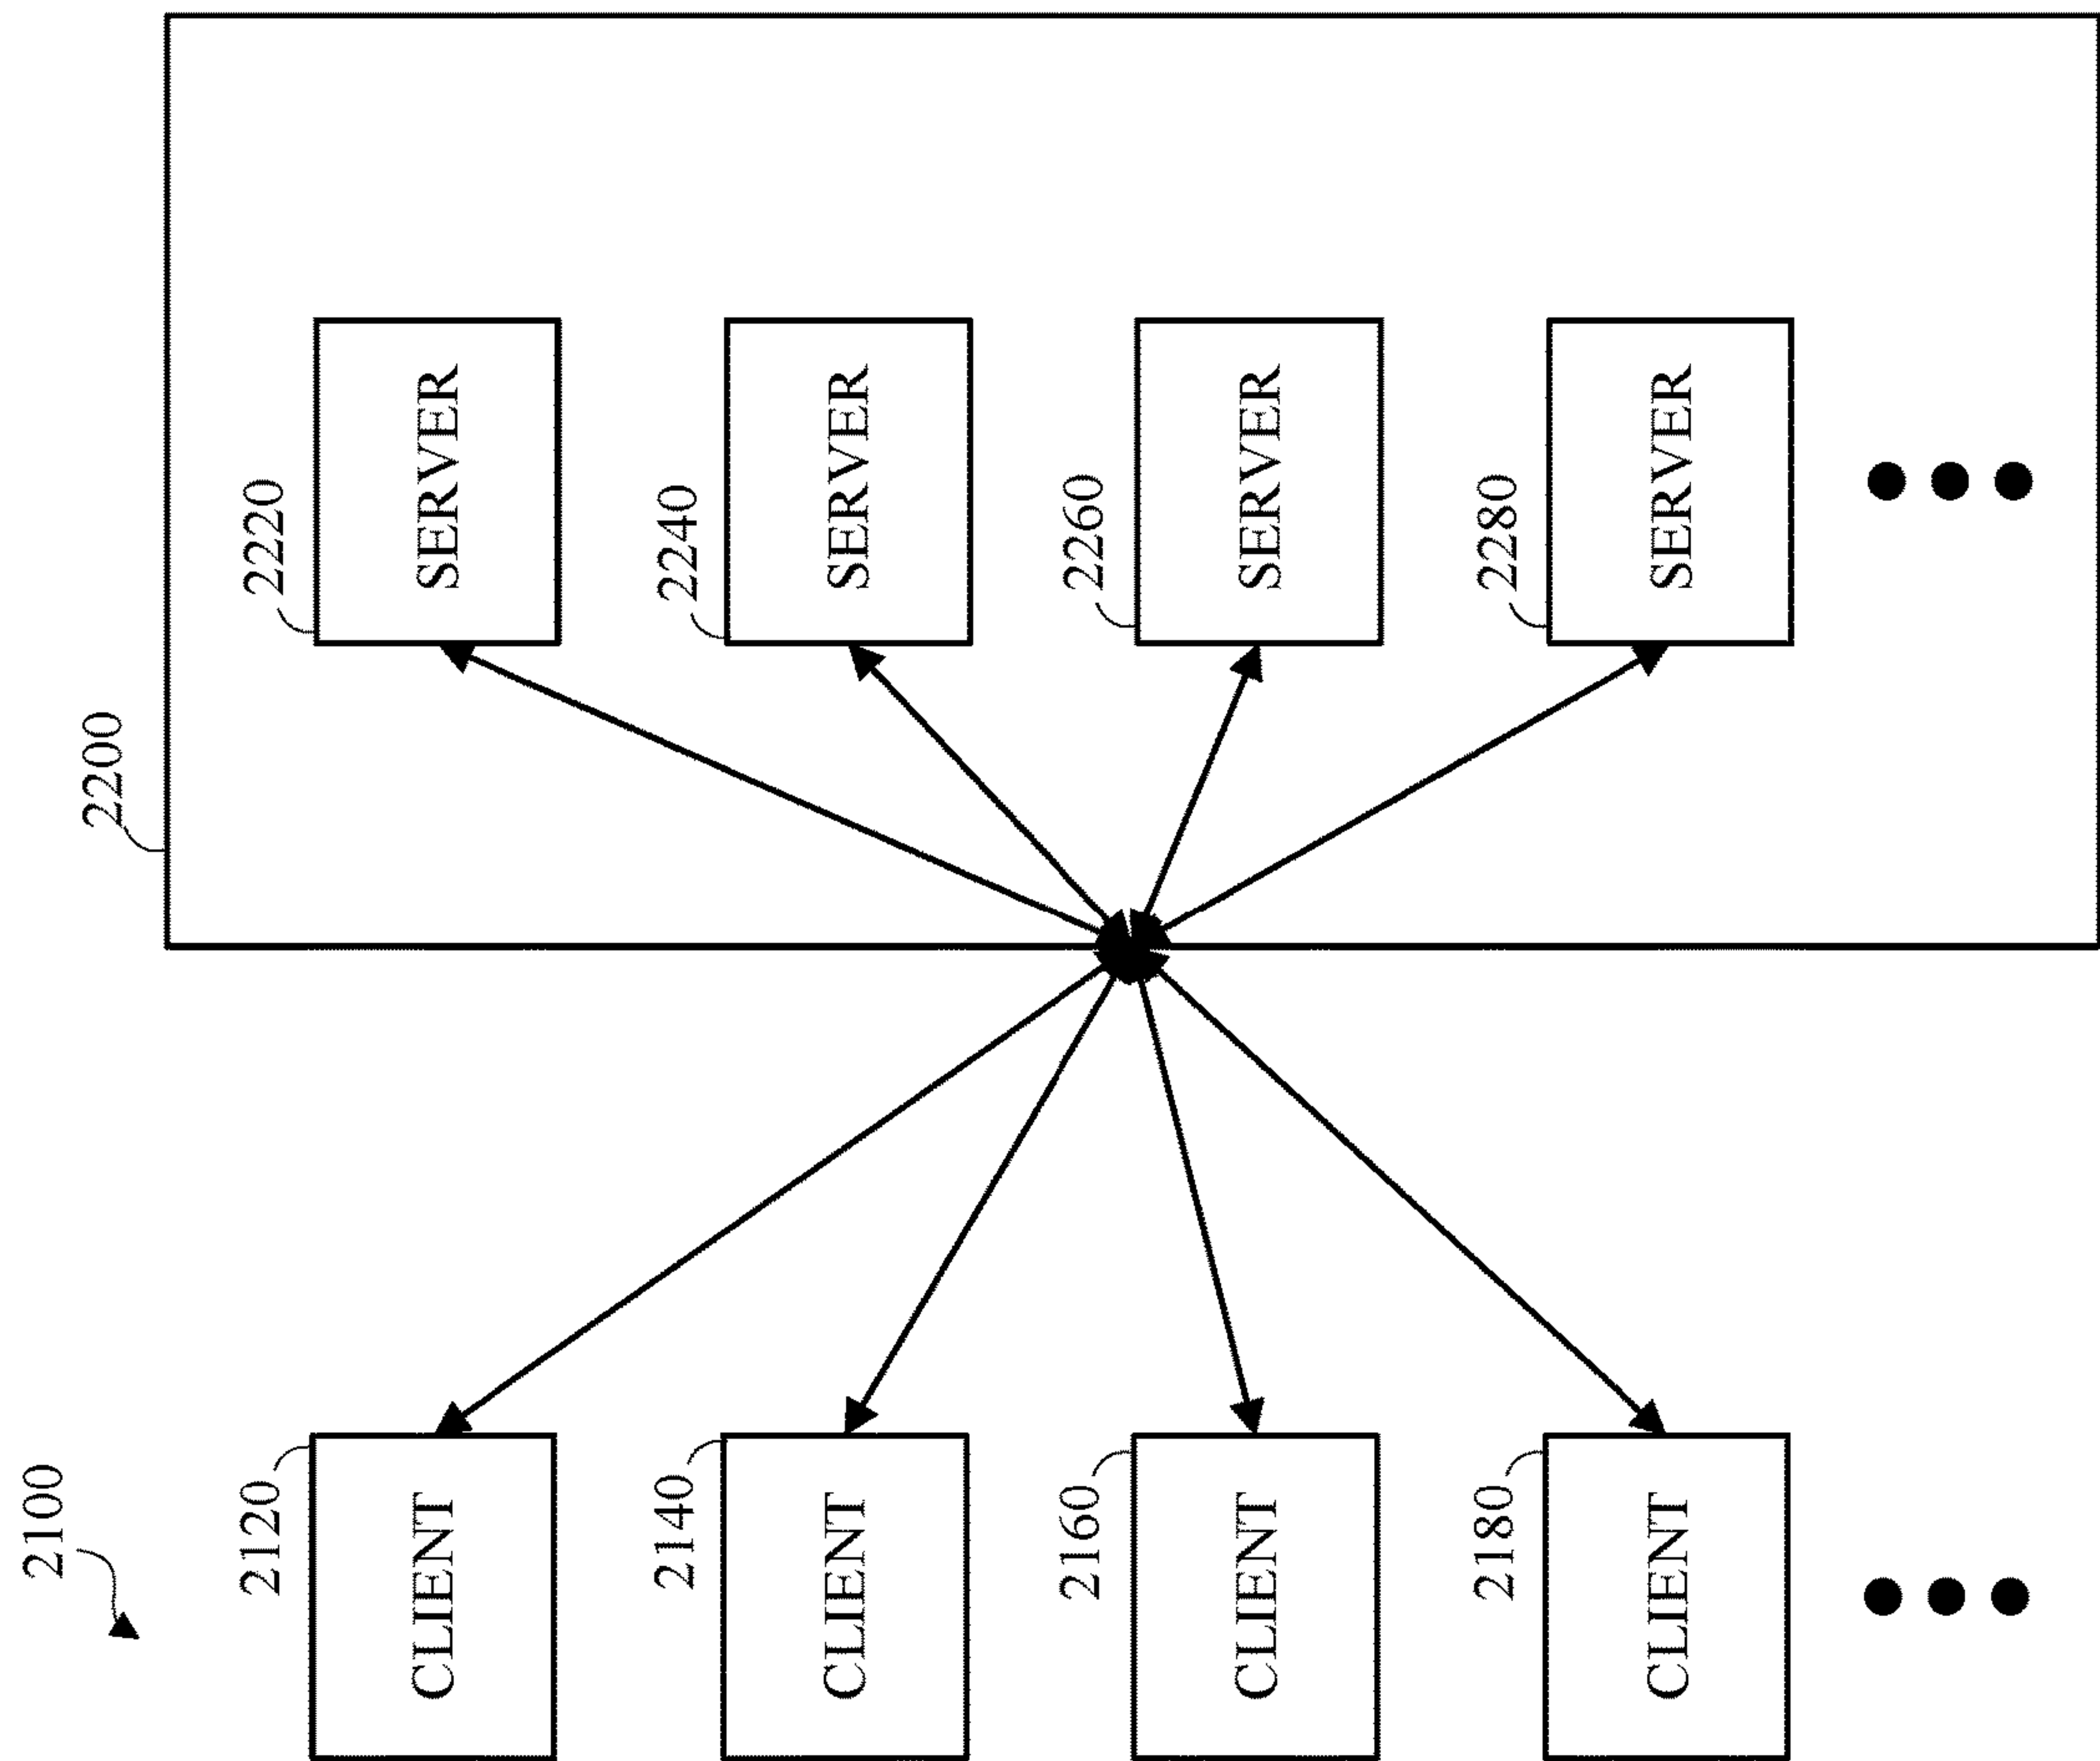 2100
2120
CLIENT
2140
CLIENT
2160
CLIENT
2180
CLIENT
2200
2220
SERVER
2240
SERVER
2260
SERVER
2280
SERVER